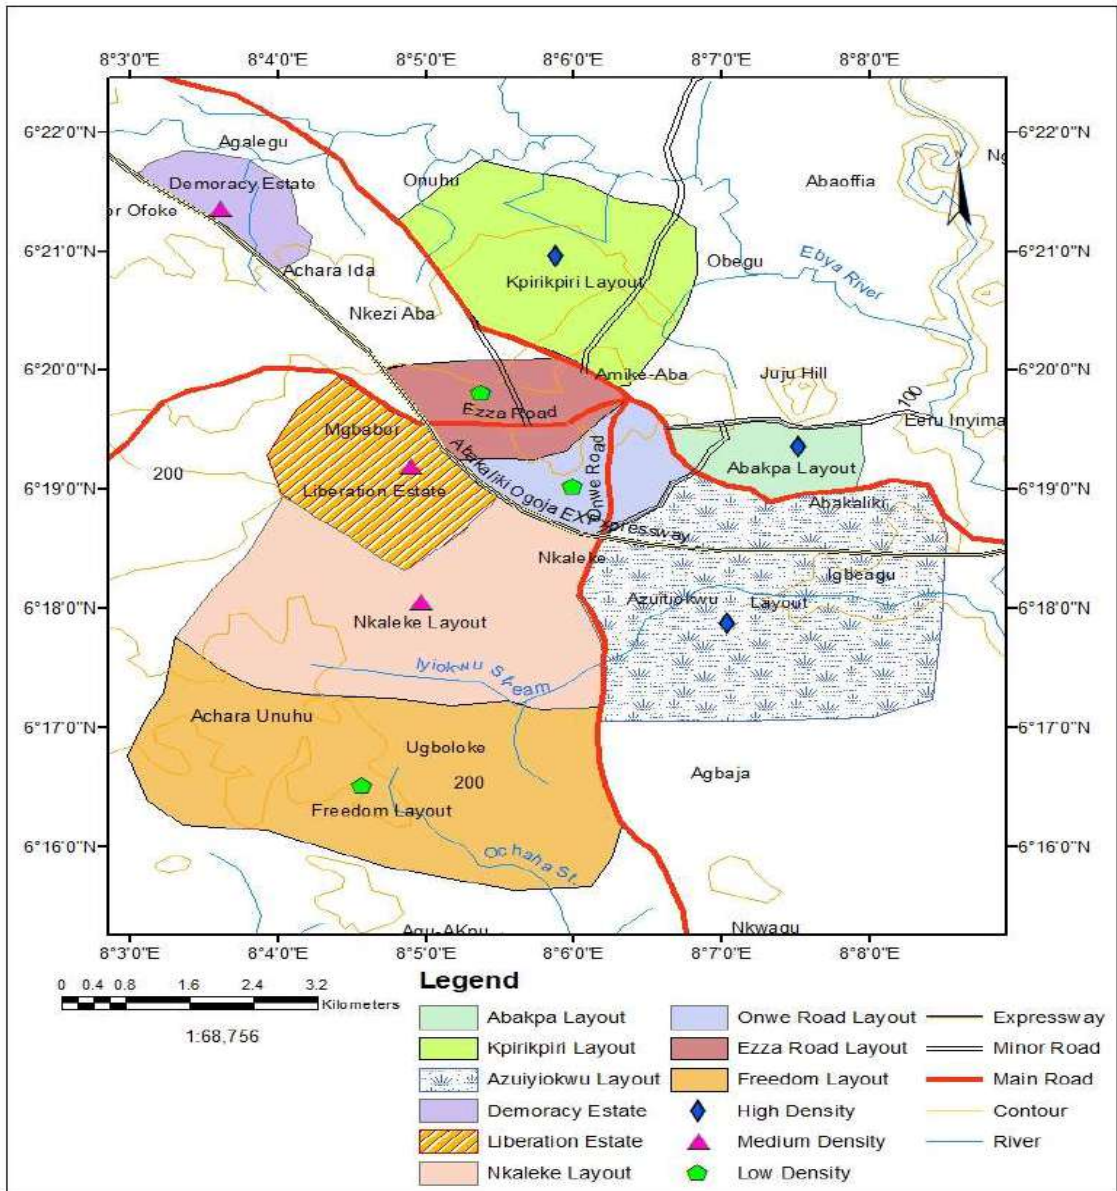 8°3'0"E 8°4'0"E 8°5'0"E 8°6'0"E 8°7'0"E 8°8'0"E
6°22'0"N 6°22'0"N
Agalegu
Ng
Demoracy Estate
Onuhu
Abaoffia
or Ofoke
6°21'0"N 6°21'0"N
Obegu
Ebya River
Achara Ida
Kpirikpiri Layout
Nkezi Aba
6°20'0"N 6°20'0"N
Amike-Aba
Juju Hill
100
Ezza Road
Eeru Inyima
Mgbabor
Abakaliki Ogoja EXPpressway
Onwe Road
200
Abakpa Layout
6°19'0"N 6°19'0"N
Liberation Estate
Abakaliki
Nkaleke
Igbeagu
6°18'0"N 6°18'0"N
Azuitiokwu Layout
Nkaleke Layout
Iyiokwu Stream
6°17'0"N 6°17'0"N
Achara Unuhu
Ugboloke
200
Agbaja
Freedom Layout
6°16'0"N 6°16'0"N
Ochaha St.
Agu-AKpu
Nkwagu
8°3'0"E 8°4'0"E 8°5'0"E 8°6'0"E 8°7'0"E 8°8'0"E
0 0.4 0.8 1.6 2.4 3.2
Kilometers
1:68,756
Legend
Abakpa Layout
Kpirikpiri Layout
Azuiyiokwu Layout
Demoracy Estate
Liberation Estate
Nkaleke Layout
Onwe Road Layout
Ezza Road Layout
Freedom Layout
High Density
Medium Density
Low Density
Expressway
Minor Road
Main Road
Contour
River